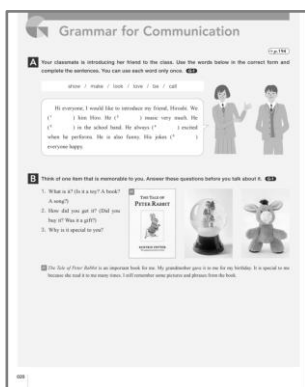 Grammar for Communication
p.194
A Your classmate is introducing her friend to the class. Use the words below in the correct form and
complete the sentences. You can use each word only once.
show / make / look / love / be / call
Hi everyone, I would like to introduce my friend, Hiroshi. We
( ) him Hiro. He ( ) music very much. He
( ) in the school band. He always ( ) excited
when he performs. He is also funny. His jokes ( )
everyone happy.
B Think of one item that is memorable to you. Answer these questions before you talk about it.
1. What is it? (Is it a toy? A book?
A song?)
2. How did you get it? (Did you
buy it? Was it a gift?)
3. Why is it special to you?
THE TALE OF
PETER RABBIT
BEATRIX POTTER
The Tale of Peter Rabbit is an important book for me. My grandmother gave it to me for my birthday. It is special to me
because she read it to me many times. I still remember some pictures and phrases from the book.